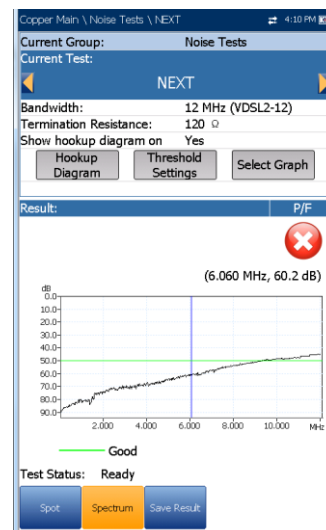 Copper Main \ Noise Tests \ NEXT 4:10 PM
Current Group: Noise Tests
Current Test:
NEXT
Bandwidth: 12 MHz (VDSL2-12)
Termination Resistance: 120 Ω
Show hookup diagram on Yes
Hookup Diagram
Threshold Settings
Select Graph
Result: P/F
(6.060 MHz, 60.2 dB)
dB
0.0
10.0
20.0
30.0
40.0
50.0
60.0
70.0
80.0
90.0
2.000 4.000 6.000 8.000 10.000 MHz
Good
Test Status: Ready
Spot Spectrum Save Result